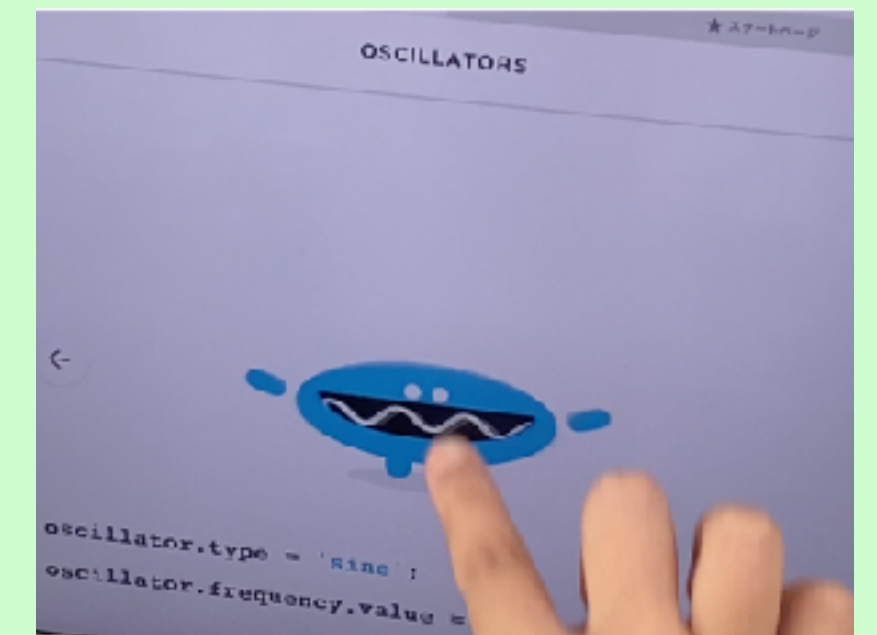 ★ スタートページ
OSCILLATORS
oscillator.type = 'sine';
oscillator.frequency.value =